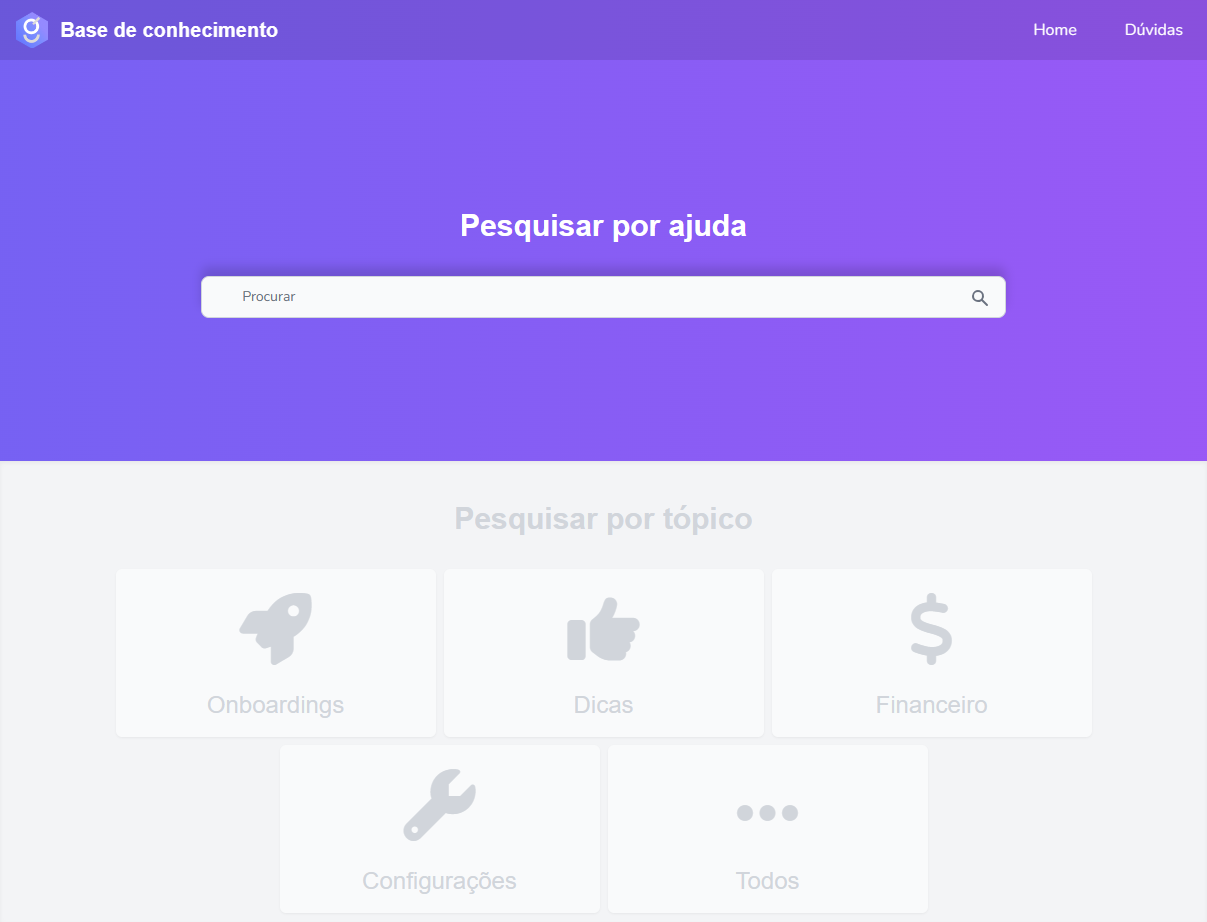 Base de conhecimento
Home
Dúvidas
Pesquisar por ajuda
Procurar
Pesquisar por tópico
Onboardings
Dicas
Financeiro
Configurações
Todos